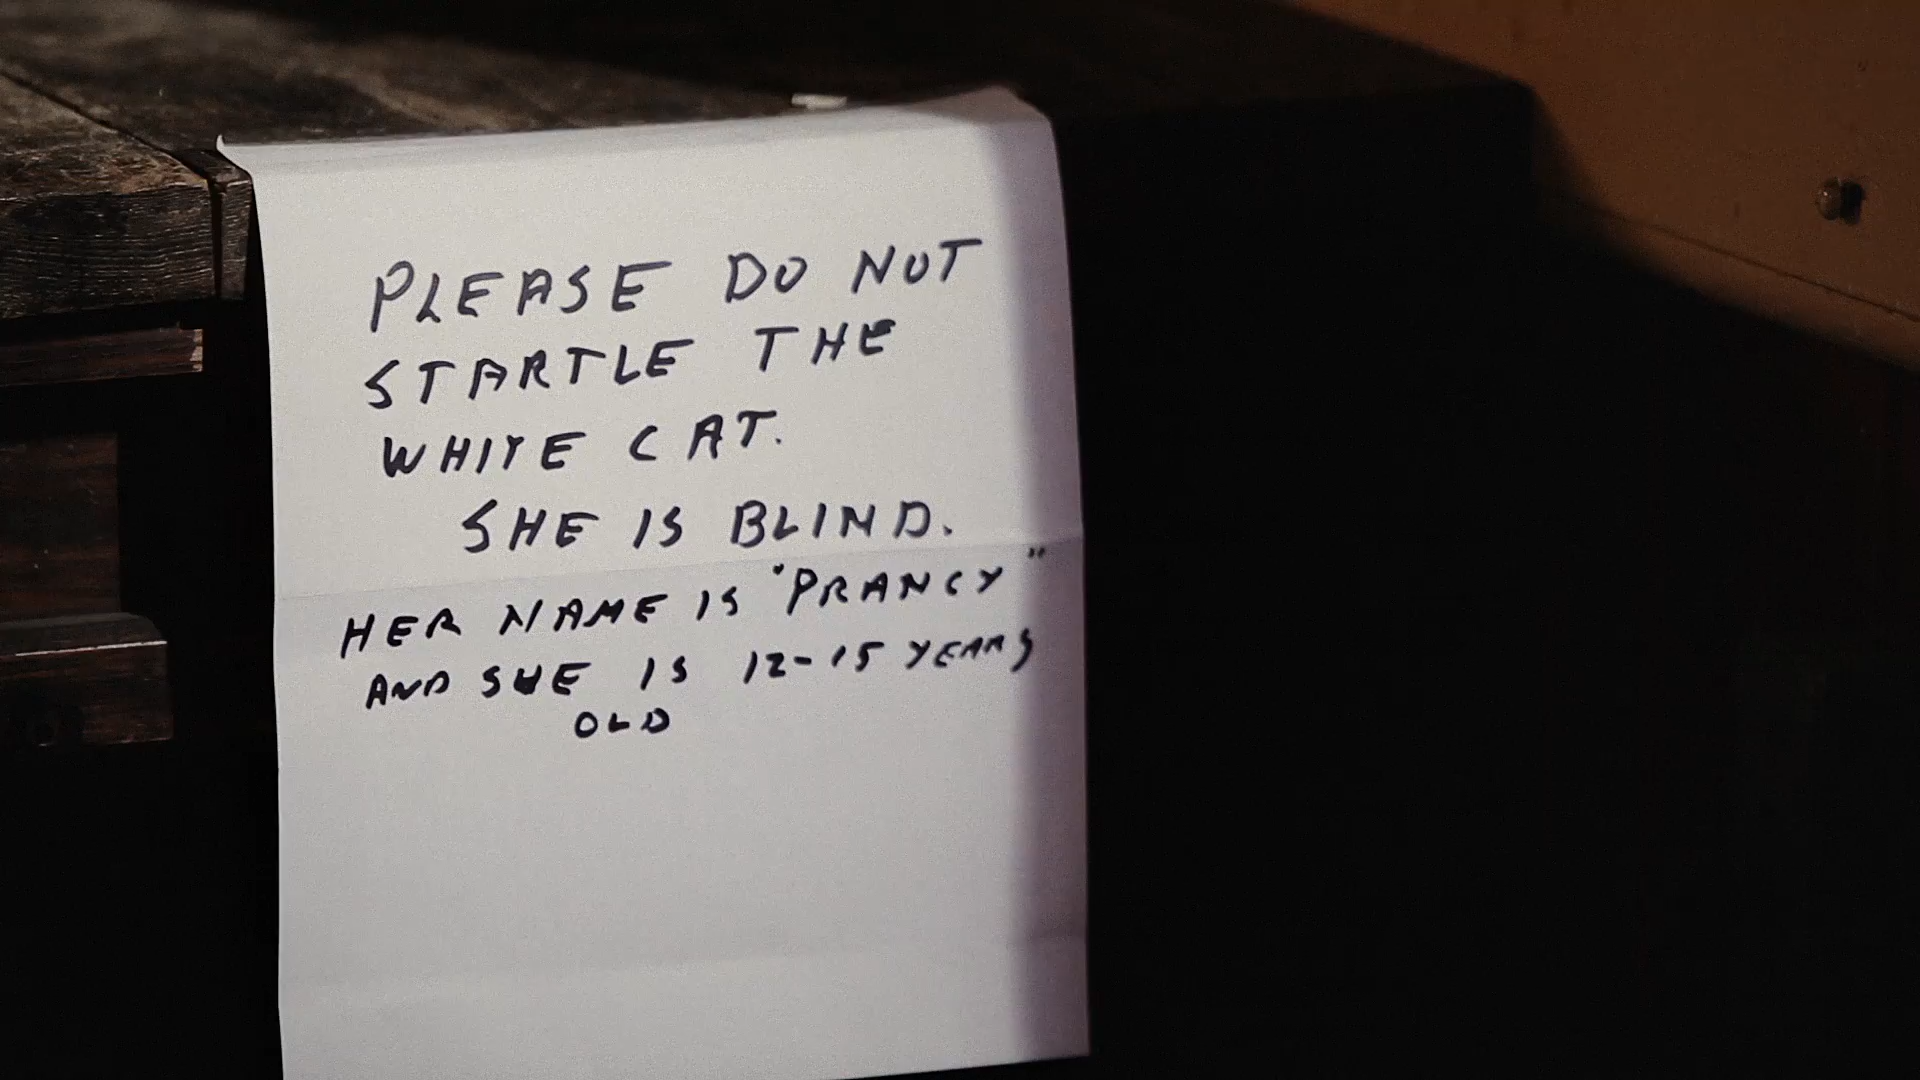 PLEASE DO NOT
STARTLE THE
WHITE CAT.
SHE IS BLIND.
HER NAME IS "PRANCY"
AND SHE IS 12-15 YEARS
OLD